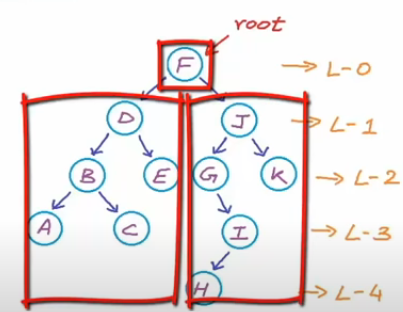 root
F → L-0
D J → L-1
B E G K → L-2
A C I → L-3
H → L-4